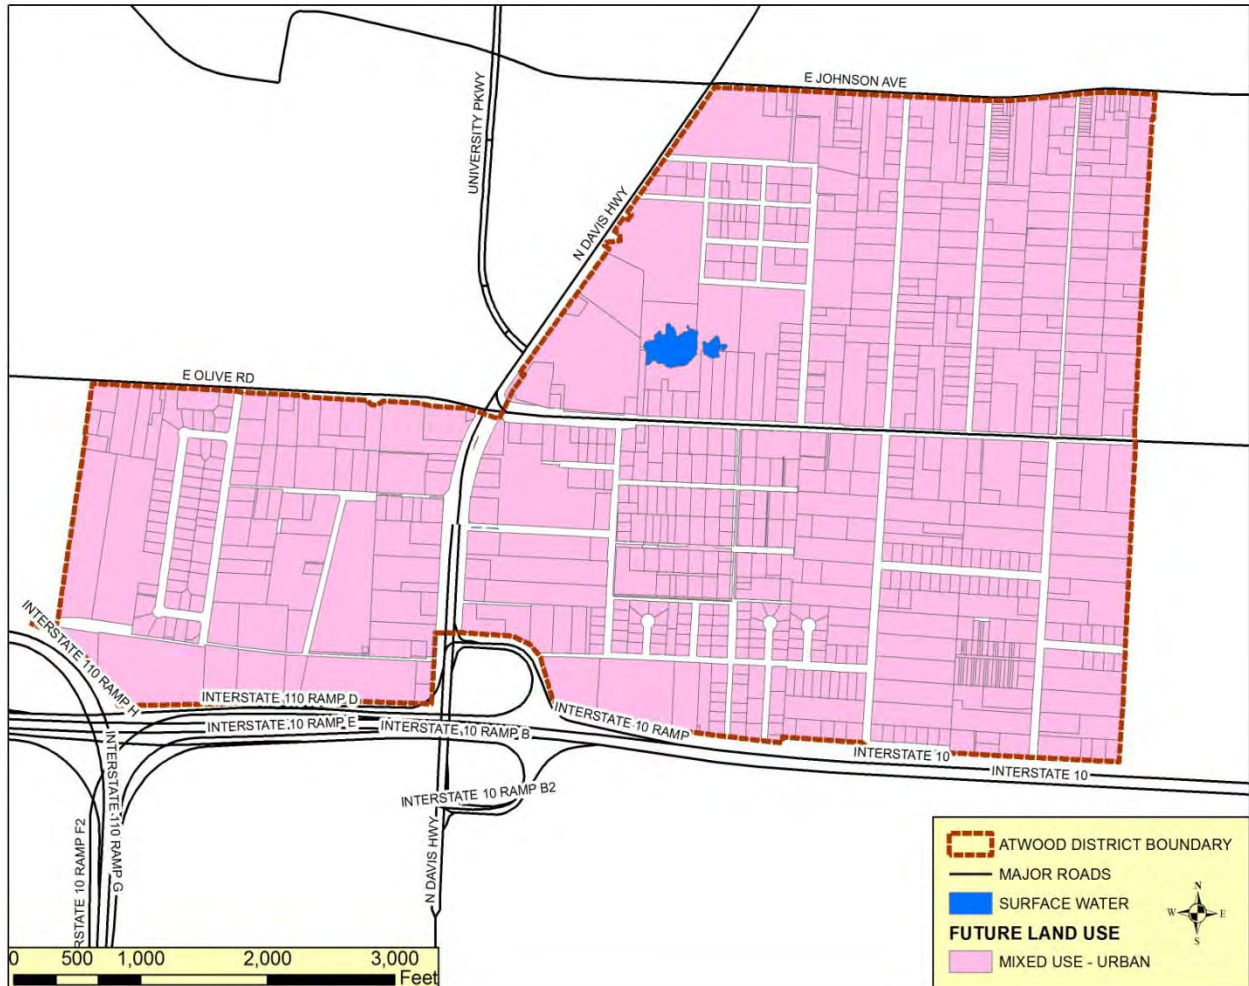 E JOHNSON AVE
UNIVERSITY PKWY
N DAVIS HWY
E OLIVE RD
INTERSTATE 110 RAMP H
INTERSTATE 110 RAMP D
INTERSTATE 10 RAMP E
INTERSTATE 10 RAMP B
INTERSTATE 10 RAMP
INTERSTATE 10
INTERSTATE 10
INTERSTATE 10 RAMP B2
INTERSTATE 110 RAMP G
RSTATE 10 RAMP F2
N DAVIS HWY
ATWOOD DISTRICT BOUNDARY
MAJOR ROADS
SURFACE WATER
FUTURE LAND USE
MIXED USE - URBAN
N
W E
S
0 500 1,000 2,000 3,000
Feet